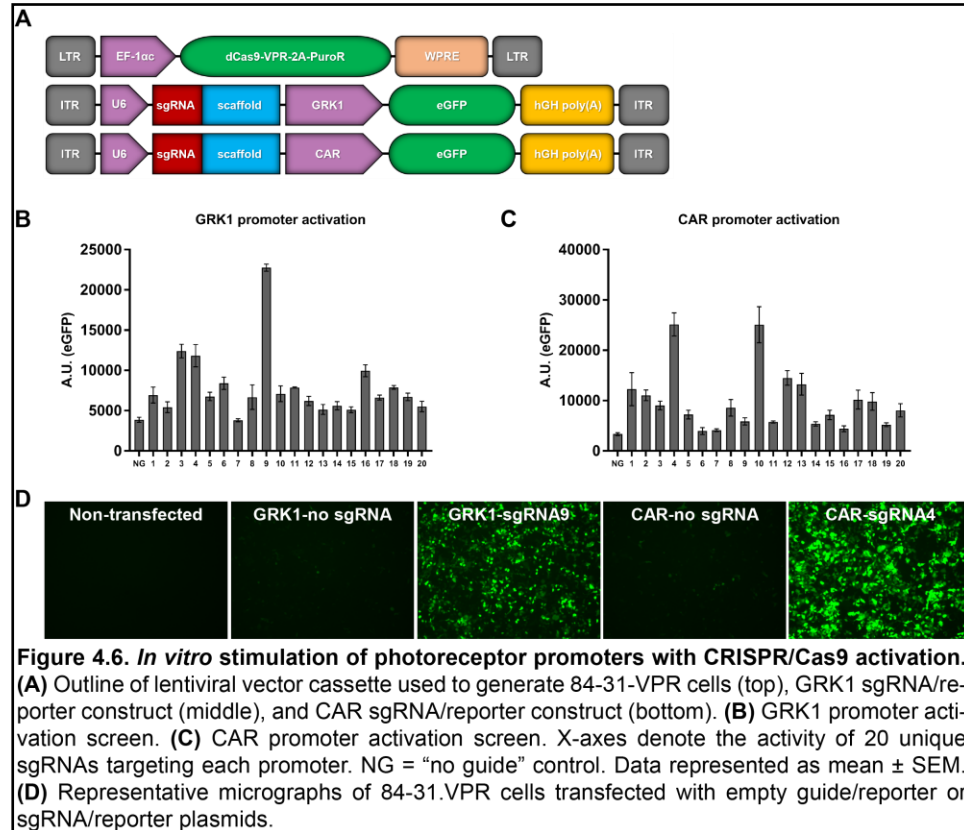 A
LTR EF-1αc dCas9-VPR-2A-PuroR WPRE LTR
ITR U6 sgRNA scaffold GRK1 eGFP hGH poly(A) ITR
ITR U6 sgRNA scaffold CAR eGFP hGH poly(A) ITR
B
GRK1 promoter activation
25000
20000
15000
10000
5000
0
A.U. (eGFP)
NG 1 2 3 4 5 6 7 8 9 10 11 12 13 14 15 16 17 18 19 20
C
CAR promoter activation
40000
30000
20000
10000
0
A.U. (eGFP)
NG 1 2 3 4 5 6 7 8 9 10 11 12 13 14 15 16 17 18 19 20
D
Non-transfected GRK1-no sgRNA GRK1-sgRNA9 CAR-no sgRNA CAR-sgRNA4
Figure 4.6. In vitro stimulation of photoreceptor promoters with CRISPR/Cas9 activation.
(A) Outline of lentiviral vector cassette used to generate 84-31-VPR cells (top), GRK1 sgRNA/re-
porter construct (middle), and CAR sgRNA/reporter construct (bottom). (B) GRK1 promoter acti-
vation screen. (C) CAR promoter activation screen. X-axes denote the activity of 20 unique
sgRNAs targeting each promoter. NG = “no guide” control. Data represented as mean ± SEM.
(D) Representative micrographs of 84-31.VPR cells transfected with empty guide/reporter or
sgRNA/reporter plasmids.